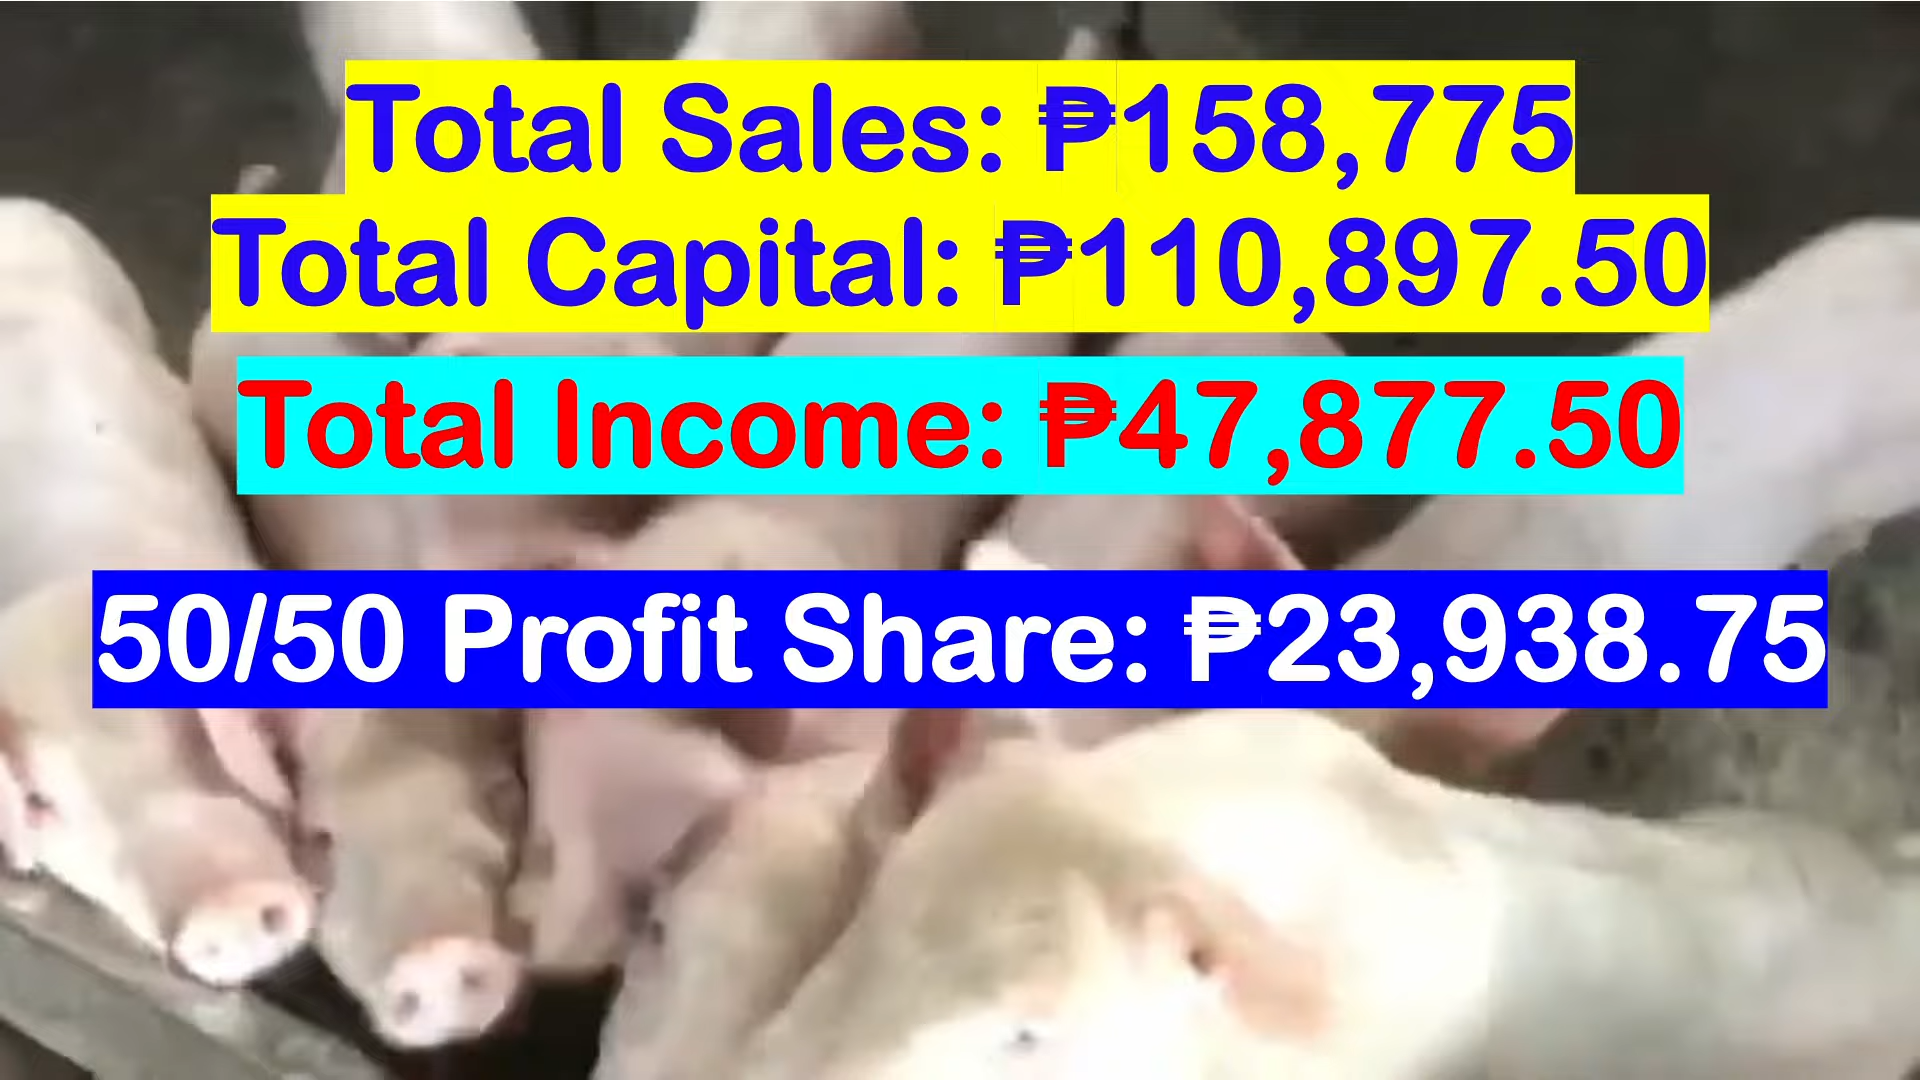 Total Sales: ₱158,775
Total Capital: ₱110,897.50
Total Income: ₱47,877.50
50/50 Profit Share: ₱23,938.75